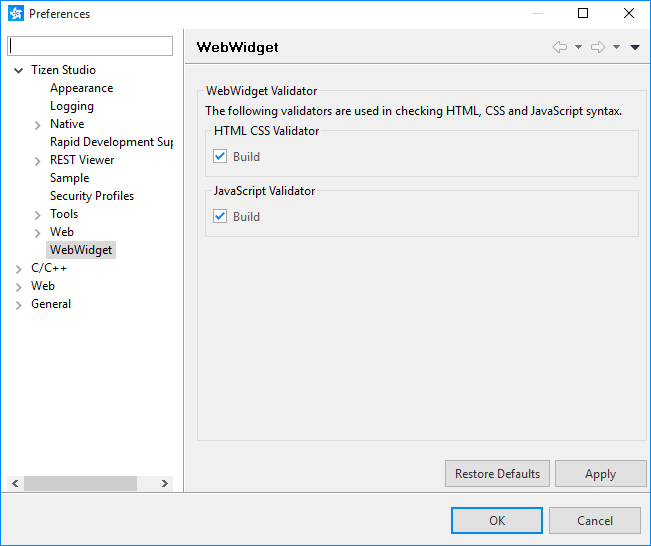 Preferences
Tizen Studio
Appearance
Logging
Native
Rapid Development Sup
REST Viewer
Sample
Security Profiles
Tools
Web
WebWidget
C/C++
Web
General
WebWidget
WebWidget Validator
The following validators are used in checking HTML, CSS and JavaScript syntax.
HTML CSS Validator
Build
JavaScript Validator
Build
Restore Defaults
Apply
OK
Cancel